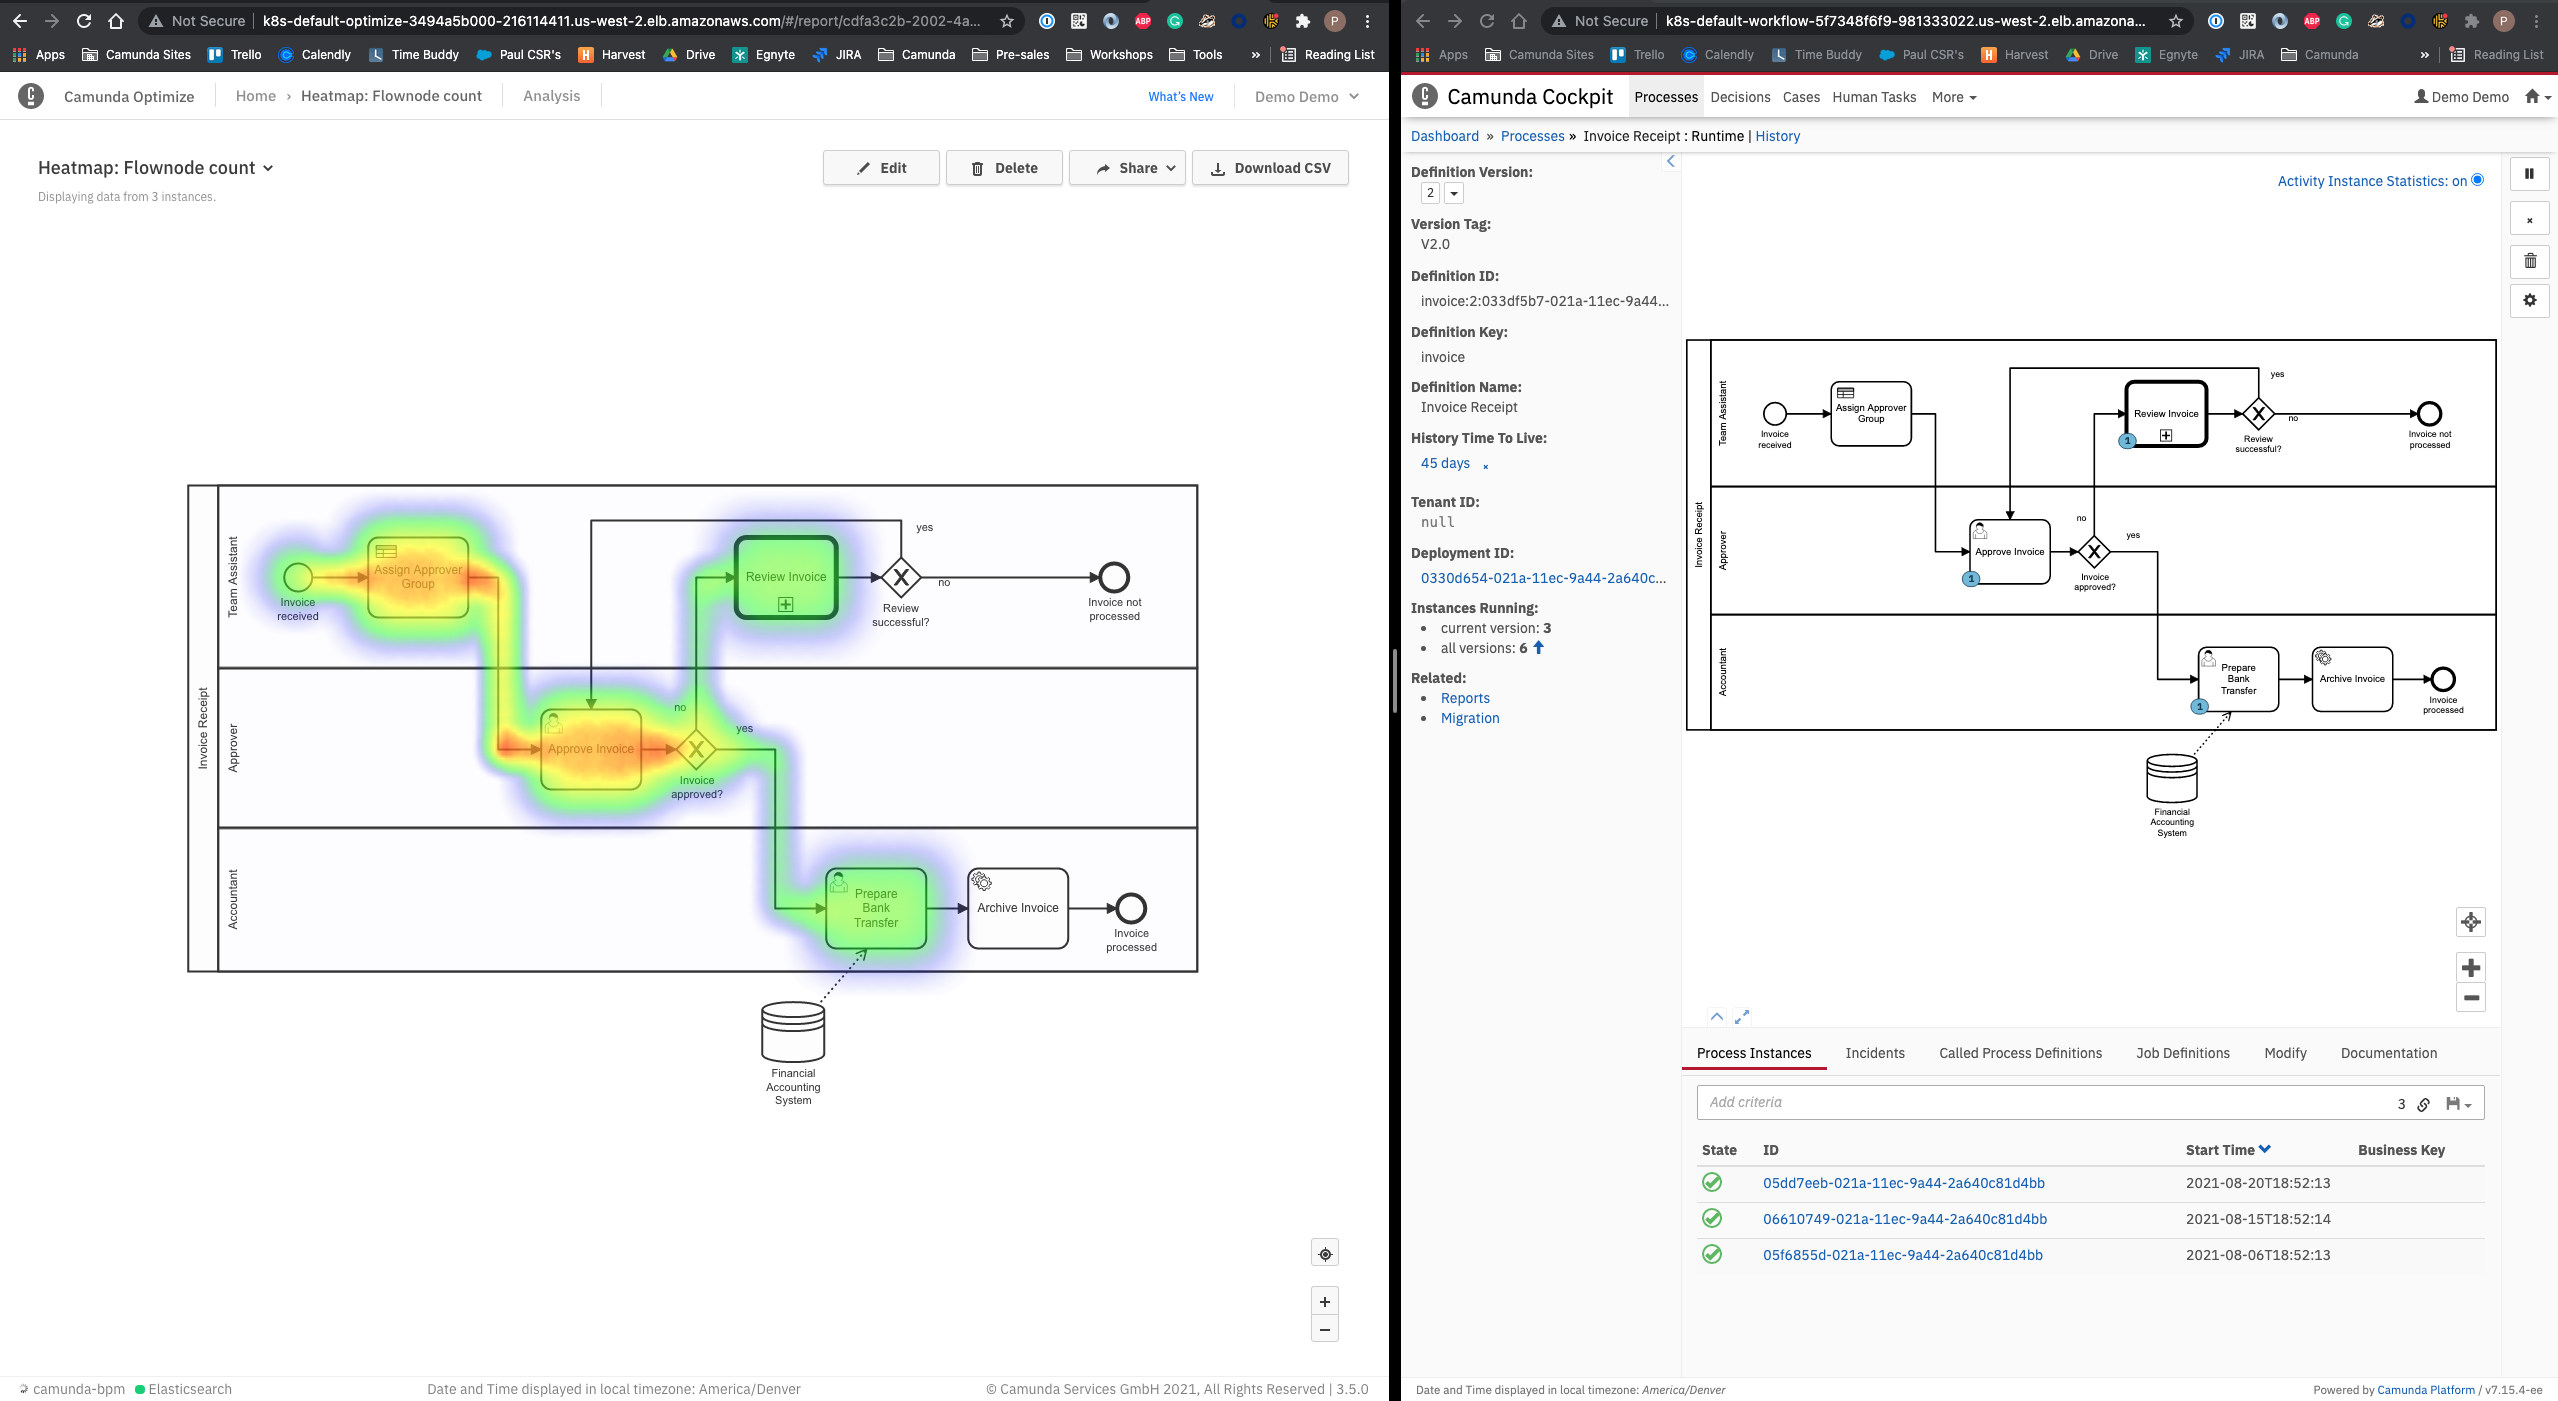 Not Secure | k8s-default-optimize-3494a5b000-216114411.us-west-2.elb.amazonaws.com/#/report/cdfa3c2b-2002-4a...
Apps Camunda Sites Trello Calendly Time Buddy Paul CSR's Harvest Drive Egnyte JIRA Camunda Pre-sales Workshops Tools » Reading List
Camunda Optimize Home › Heatmap: Flownode count Analysis What's New Demo Demo
Heatmap: Flownode count
Edit Delete Share Download CSV
Displaying data from 3 instances.
Invoice Receipt
Team Assistant
Approver
Accountant
Invoice received
Assign Approver Group
Review Invoice
yes
no
Review successful?
Invoice not processed
Approve Invoice
no
yes
Invoice approved?
Prepare Bank Transfer
Archive Invoice
Invoice processed
Financial Accounting System
+
−
camunda-bpm Elasticsearch
Date and Time displayed in local timezone: America/Denver
© Camunda Services GmbH 2021, All Rights Reserved | 3.5.0
Not Secure | k8s-default-workflow-5f7348f6f9-981333022.us-west-2.elb.amazona...
P
Apps Camunda Sites Trello Calendly Time Buddy Paul CSR's Harvest Drive Egnyte JIRA Camunda » Reading List
Camunda Cockpit Processes Decisions Cases Human Tasks More Demo Demo
Dashboard » Processes » Invoice Receipt : Runtime | History
Definition Version:
2
Version Tag:
V2.0
Definition ID:
invoice:2:033df5b7-021a-11ec-9a44...
Definition Key:
invoice
Definition Name:
Invoice Receipt
History Time To Live:
45 days ×
Tenant ID:
null
Deployment ID:
0330d654-021a-11ec-9a44-2a640c...
Instances Running:
• current version: 3
• all versions: 6
Related:
• Reports
• Migration
Activity Instance Statistics: on
Invoice Receipt
Team Assistant
Approver
Accountant
Invoice received
Assign Approver Group
Review Invoice
1
yes
no
Review successful?
Invoice not processed
Approve Invoice
1
no
yes
Invoice approved?
Prepare Bank Transfer
1
Archive Invoice
Invoice processed
Financial Accounting System
Process Instances Incidents Called Process Definitions Job Definitions Modify Documentation
Add criteria 3
State ID Start Time Business Key
05dd7eeb-021a-11ec-9a44-2a640c81d4bb 2021-08-20T18:52:13
06610749-021a-11ec-9a44-2a640c81d4bb 2021-08-15T18:52:14
05f6855d-021a-11ec-9a44-2a640c81d4bb 2021-08-06T18:52:13
Date and Time displayed in local timezone: America/Denver
Powered by Camunda Platform / v7.15.4-ee